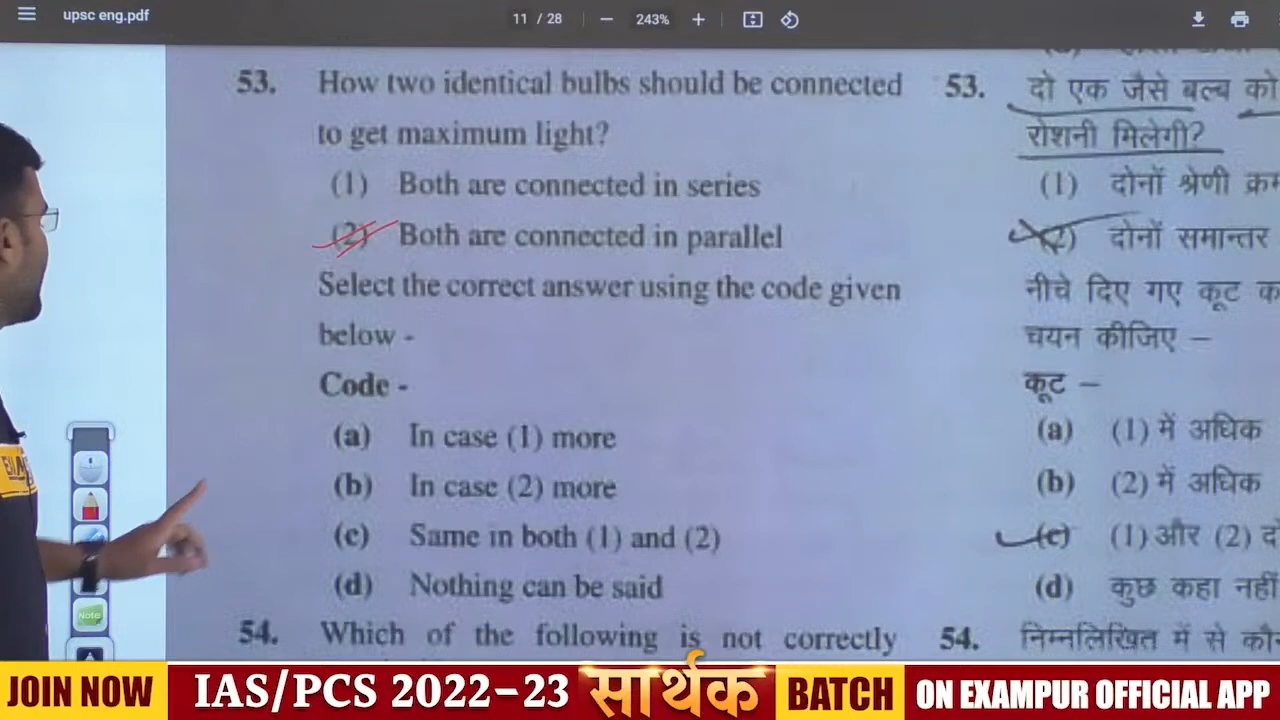 upsc eng.pdf
11 / 28
243%
53. How two identical bulbs should be connected
to get maximum light?
(1) Both are connected in series
(2) Both are connected in parallel
Select the correct answer using the code given
below -
Code -
(a) In case (1) more
(b) In case (2) more
(c) Same in both (1) and (2)
(d) Nothing can be said
54. Which of the following is not correctly
53. दो एक जैसे बल्ब को
रोशनी मिलेगी?
(1) दोनों श्रेणी
(2) दोनों समान्तर
नीचे दिए गए कूट
चयन कीजिए –
कूट –
(a) (1) में अधिक
(b) (2) में अधिक
(c) (1) और (2)
(d) कुछ कहा नहीं
54. निम्नलिखित में से
Note
JOIN NOW
IAS/PCS 2022-23 सार्थक BATCH
ON EXAMPUR OFFICIAL APP